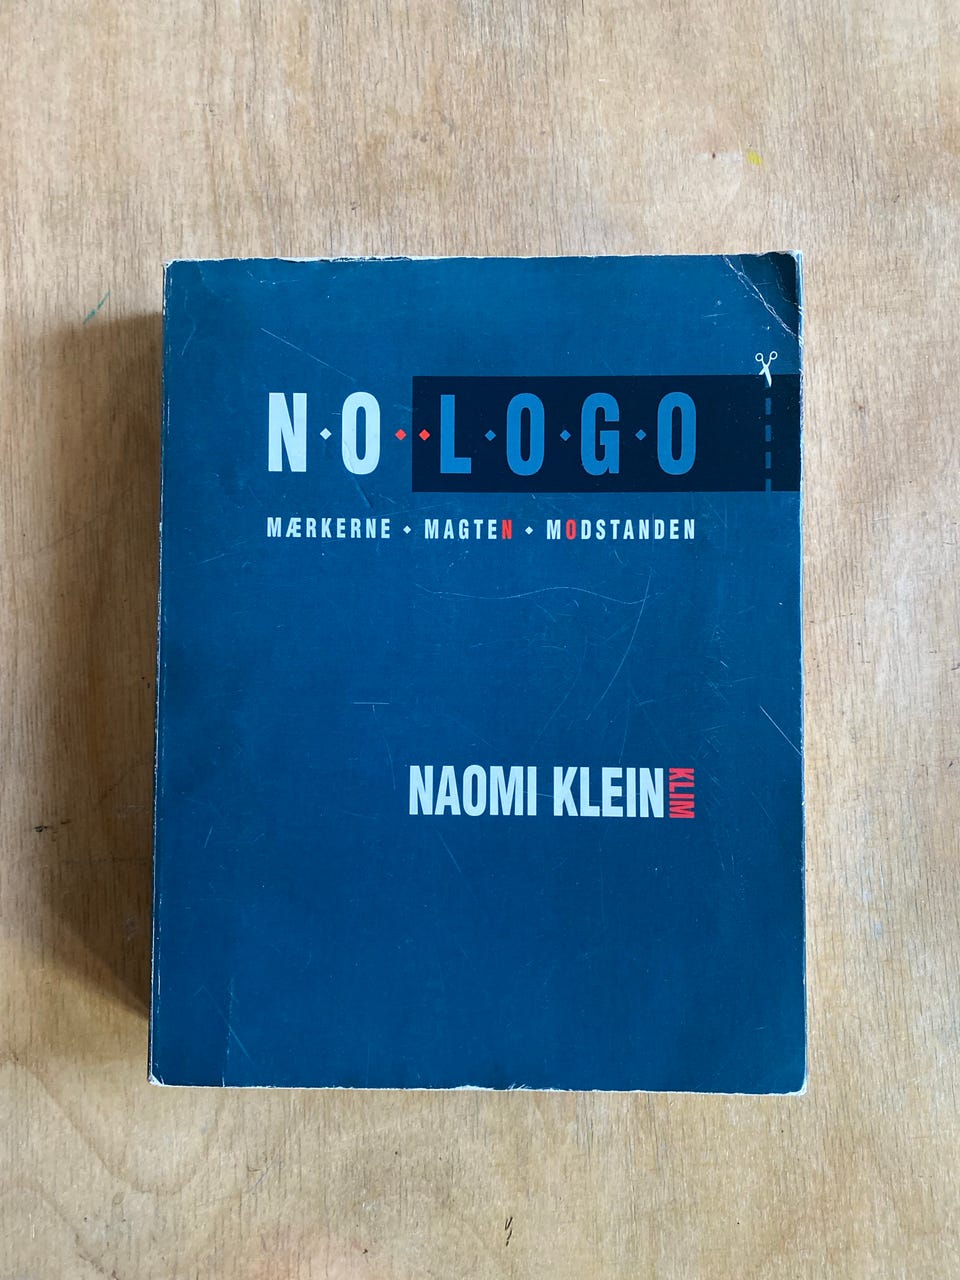 N·O··L·O·G·O
MÆRKERNE · MAGTEN · MODSTANDEN
NAOMI KLEIN
KLIM